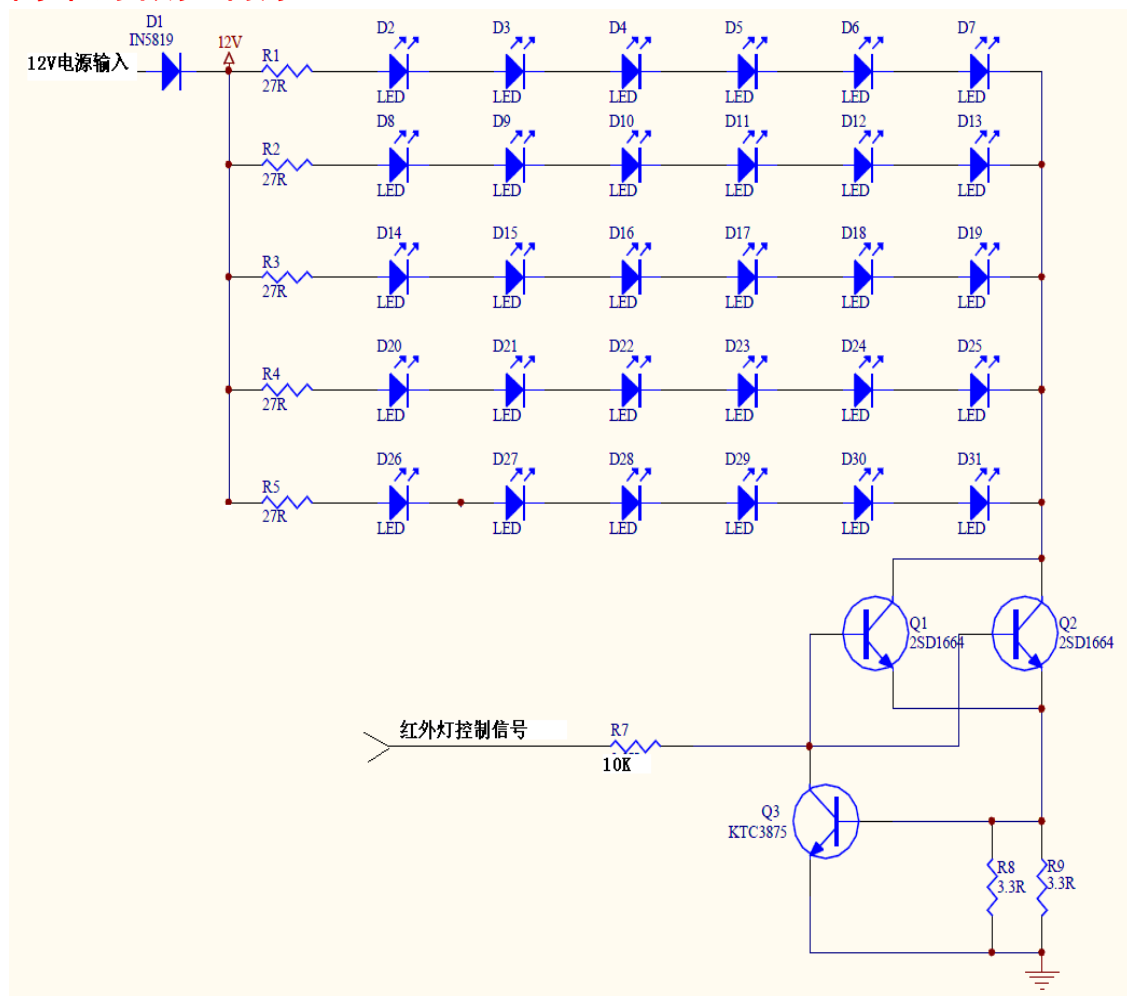 D1
IN5819
12V电源输入
12V
R1
27R
D2
LED
D3
LED
D4
LED
D5
LED
D6
LED
D7
LED
R2
27R
D8
LED
D9
LED
D10
LED
D11
LED
D12
LED
D13
LED
R3
27R
D14
LED
D15
LED
D16
LED
D17
LED
D18
LED
D19
LED
R4
27R
D20
LED
D21
LED
D22
LED
D23
LED
D24
LED
D25
LED
R5
27R
D26
LED
D27
LED
D28
LED
D29
LED
D30
LED
D31
LED
Q1
2SD1664
Q2
2SD1664
红外灯控制信号
R7
10K
Q3
KTC3875
R8
3.3R
R9
3.3R